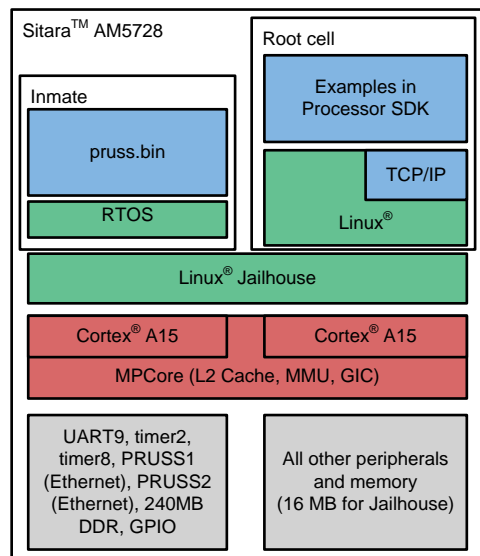 Sitara™ AM5728
Root cell
Examples in
Processor SDK
Inmate
pruss.bin
TCP/IP
RTOS
Linux®
Linux® Jailhouse
Cortex® A15
Cortex® A15
MPCore (L2 Cache, MMU, GIC)
UART9, timer2,
timer8, PRUSS1
(Ethernet), PRUSS2
(Ethernet), 240MB
DDR, GPIO
All other peripherals
and memory
(16 MB for Jailhouse)